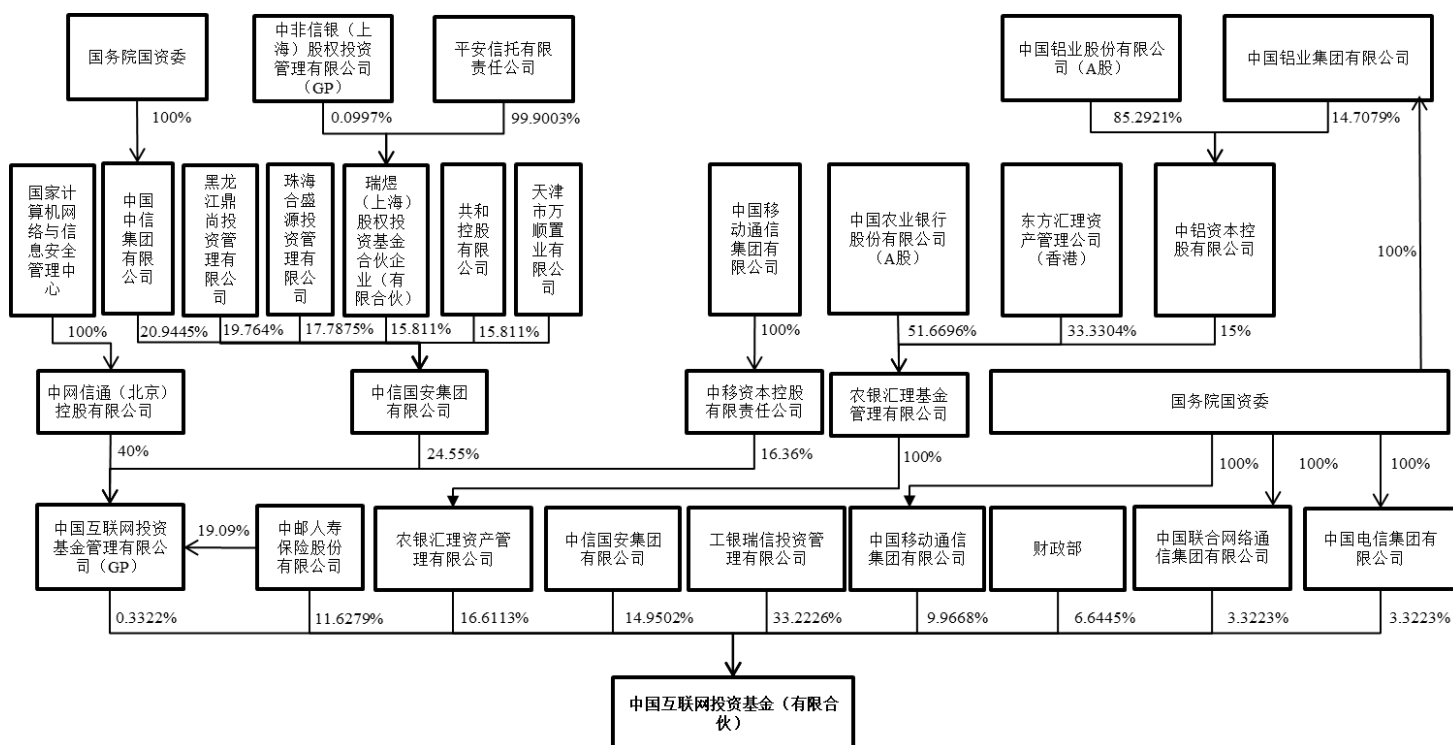 国务院国资委
中非信银（上
海）股权投资
管理有限公司
（GP）
平安信托有限
责任公司
中国铝业股份有限公
司（A股）
中国铝业集团有限公司
100%
0.0997%
99.9003%
85.2921%
14.7079%
国家计
算机网
络与信
息安全
管理中
心
中国
中信
集团
有限
公司
黑龙
江鼎
尚投
资管
理有
限公
司
珠海
合盛
源投
资管
理有
限公
司
瑞煜
（上海）
股权投
资基金
合伙企
业（有
限合伙）
共和
控股
有限
公司
天津
市万
顺置
业有
限公
司
中国移
动通信
集团有
限公司
中国农业银行
股份有限公司
（A股）
东方汇理资
产管理公司
（香港）
中铝资本控
股有限公司
100%
100%
20.9445%
19.764%
17.7875%
15.811%
15.811%
100%
51.6696%
33.3304%
15%
中网信通（北京）
控股有限公司
中信国安集团
有限公司
中移资本控股
有限责任公司
农银汇理基金
管理有限公司
国务院国资委
40%
24.55%
16.36%
100%
100%
100%
100%
中国互联网投资
基金管理有限公
司（GP）
19.09%
中邮人寿
保险股份
有限公司
农银汇理资产管
理有限公司
中信国安集团有
限公司
工银瑞信投资管
理有限公司
中国移动通信
集团有限公司
财政部
中国联合网络通
信集团有限公司
中国电信集团有
限公司
0.3322%
11.6279%
16.6113%
14.9502%
33.2226%
9.9668%
6.6445%
3.3223%
3.3223%
中国互联网投资基金（有限合
伙）